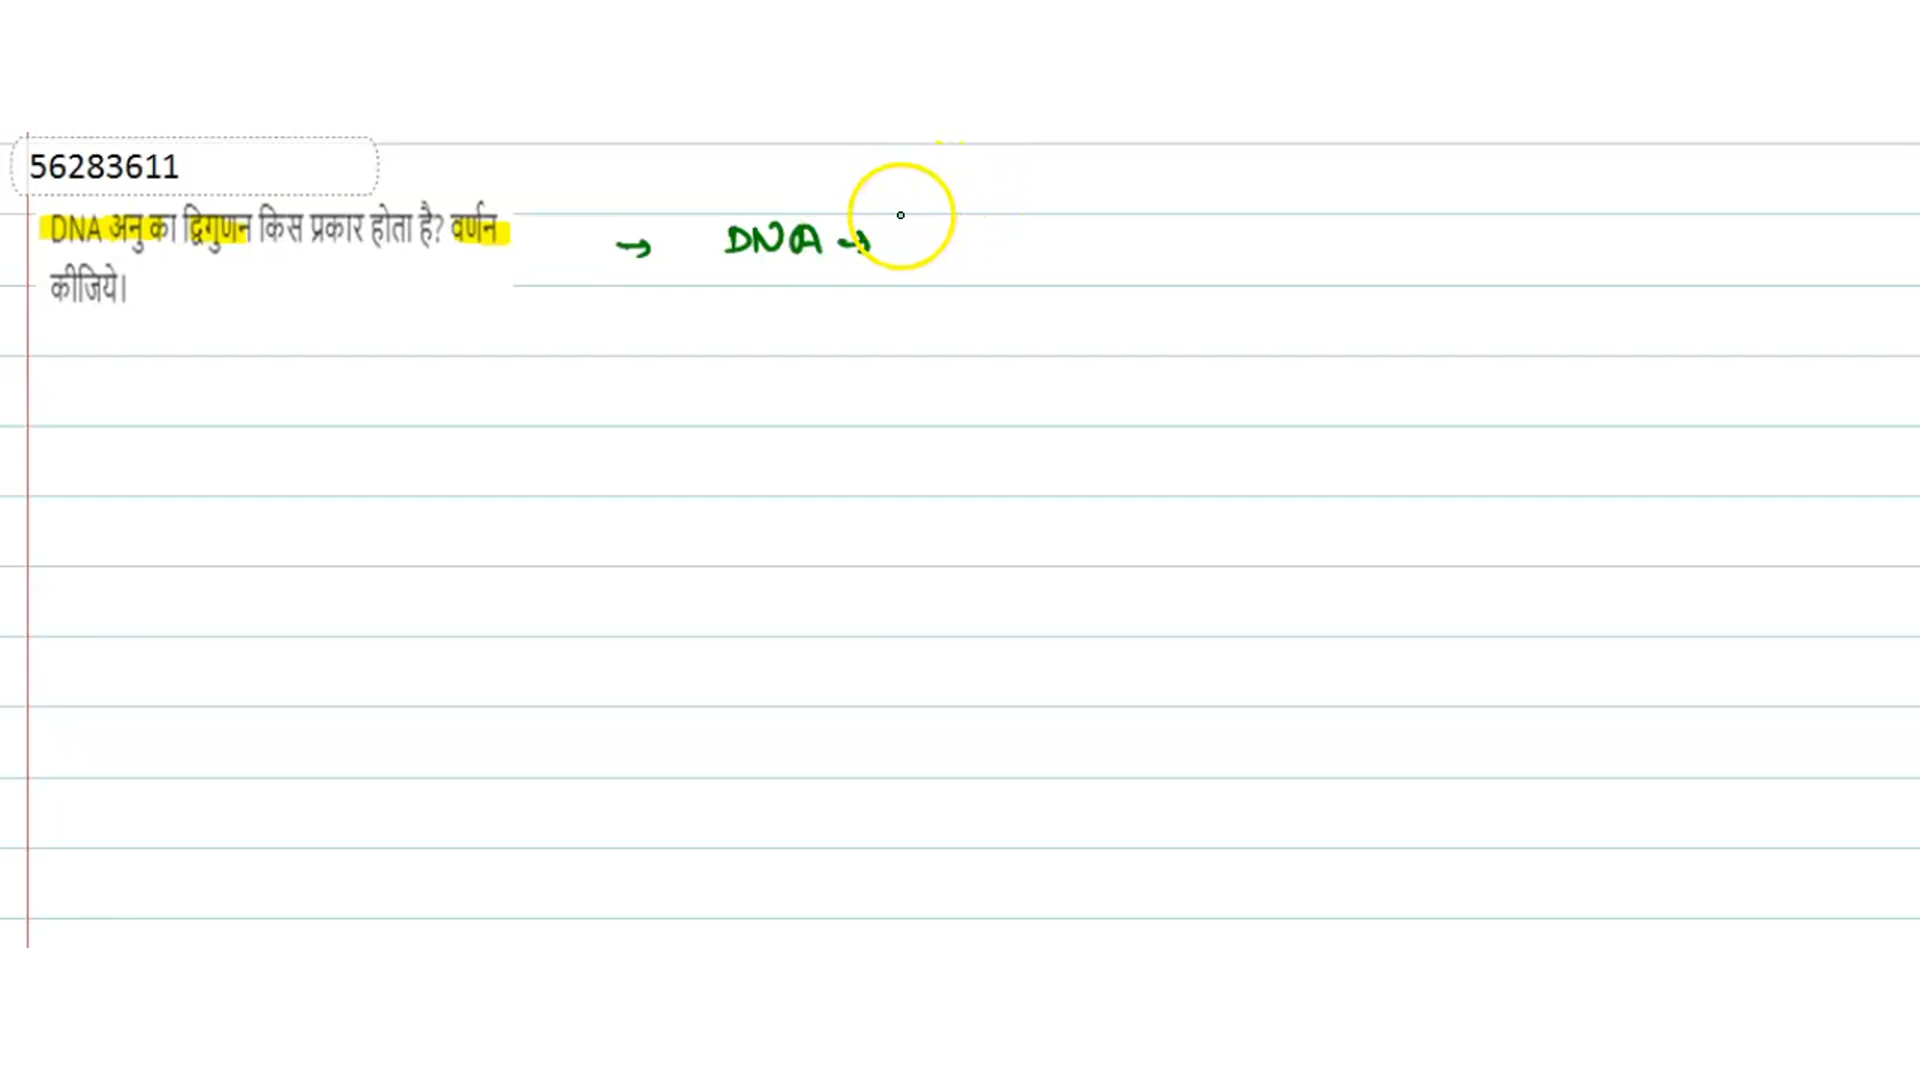 56283611
DNA अनु का द्विगुणन किस प्रकार होता है? वर्णन
कीजिये।
→ DNA →